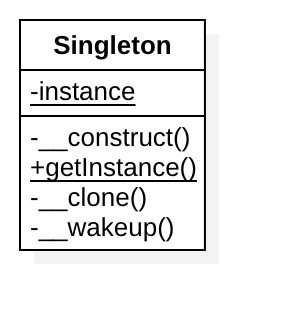 Singleton
-instance
-__construct()
+getInstance()
-__clone()
-__wakeup()